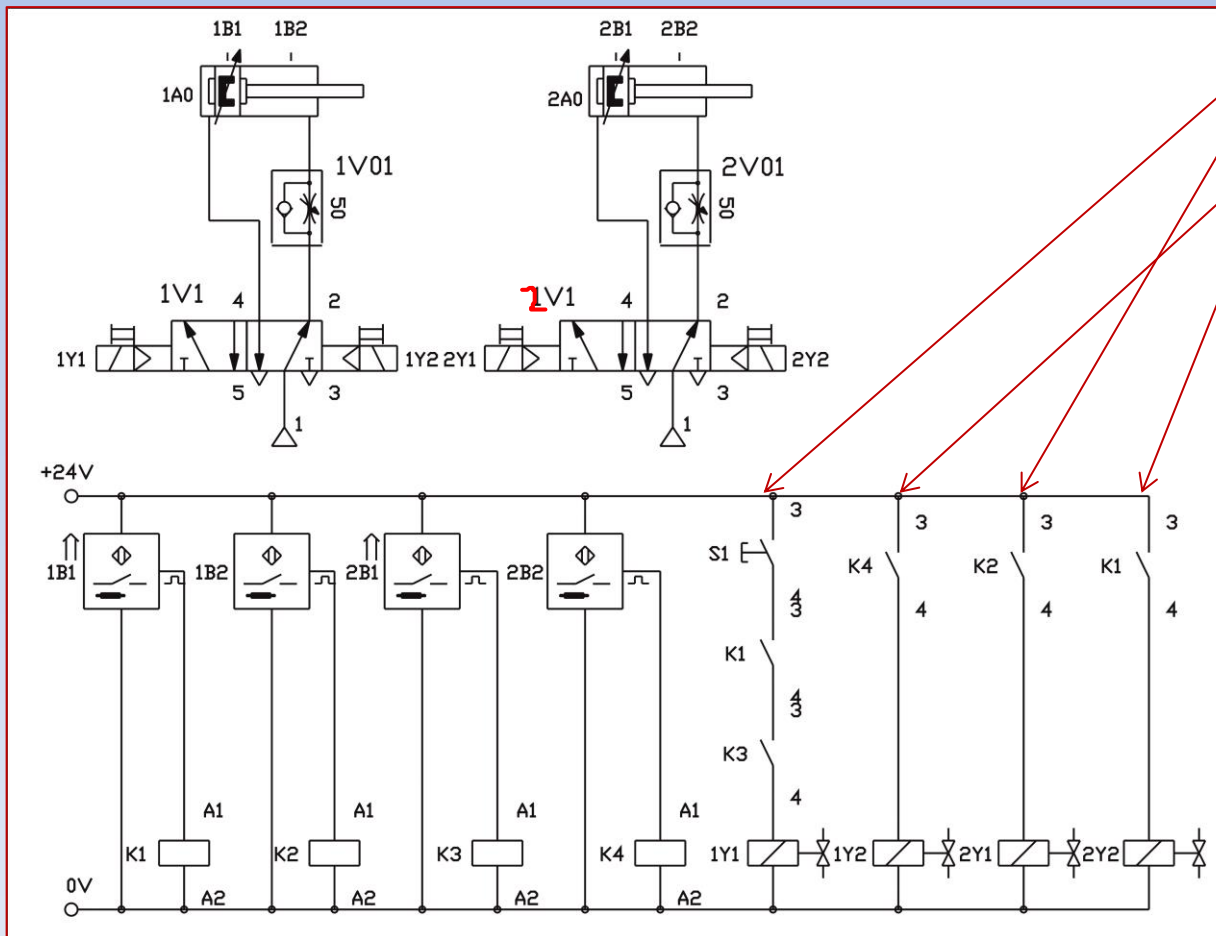 1B1 1B2 2B1 2B2
1A0 2A0
1V01 2V01
50 50
1V1 4 2 21V1 4 2
1Y1 1Y2 2Y1 2Y2
5 3 5 3
1 1
+24V
3 3 3 3
1B1 1B2 2B1 2B2 S1 K4 K2 K1
4 4 4 4
3
K1
4
3
K3
4
A1 A1 A1 A1
K1 K2 K3 K4 1Y1 1Y2 2Y1 2Y2
0V A2 A2 A2 A2